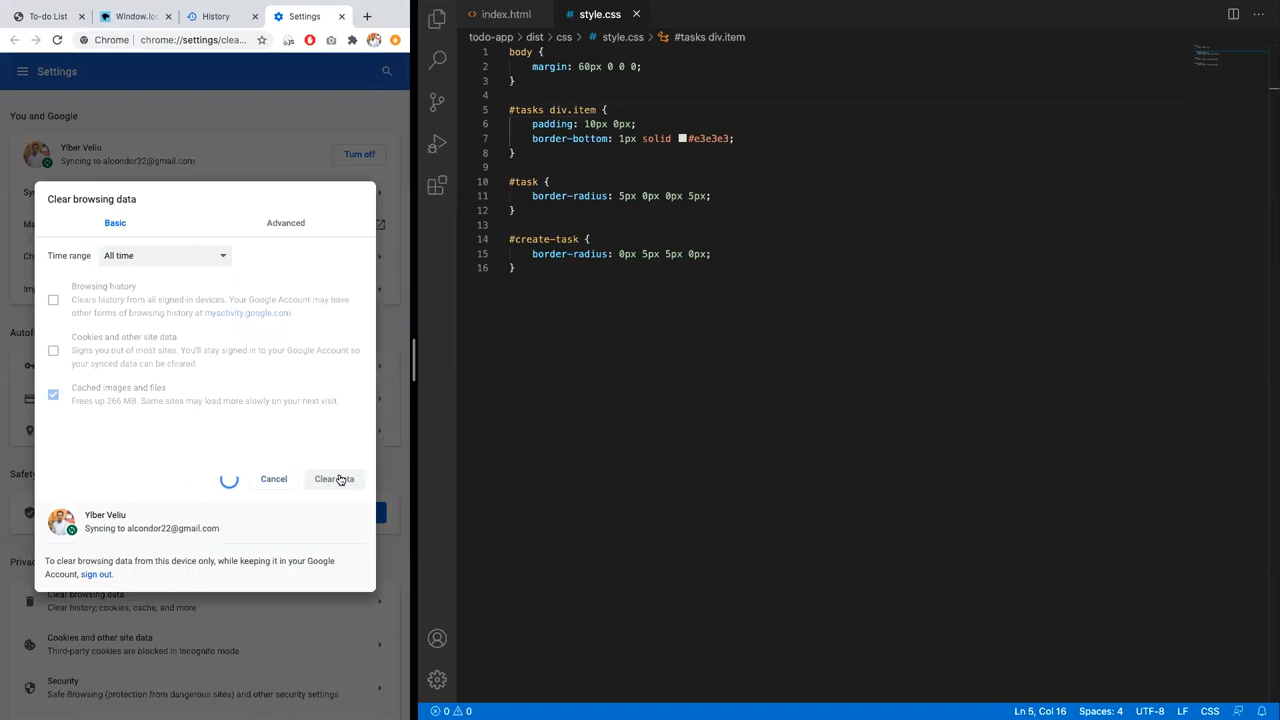 To-do List
Window.lo
History
Settings
index.html
style.css
Chrome
chrome://settings/clea...
todo-app
dist
css
style.css
#tasks div.item
Settings
You and Google
Ylber Veliu
Syncing to alcondor22@gmail.com
Turn off
Clear browsing data
Basic
Advanced
Time range
All time
Browsing history
Clears history from all signed-in devices. Your Google Account may have
other forms of browsing history at myactivity.google.com.
Cookies and other site data
Signs you out of most sites. You'll stay signed in to your Google Account so
your synced data can be cleared.
Cached images and files
Frees up 266 MB. Some sites may load more slowly on your next visit.
Cancel
Clear data
Ylber Veliu
Syncing to alcondor22@gmail.com
To clear browsing data from this device only, while keeping it in your Google
Account, sign out.
Clear browsing data
Clear history, cookies, cache, and more
Cookies and other site data
Third-party cookies are blocked in Incognito mode
Security
Safe Browsing (protection from dangerous sites) and other security settings
1 body {
2 margin: 60px 0 0 0;
3 }
4
5 #tasks div.item {
6 padding: 10px 0px;
7 border-bottom: 1px solid #e3e3e3;
8 }
9
10 #task {
11 border-radius: 5px 0px 0px 5px;
12 }
13
14 #create-task {
15 border-radius: 0px 5px 5px 0px;
16 }
0 0
Ln 5, Col 16
Spaces: 4
UTF-8
LF
CSS